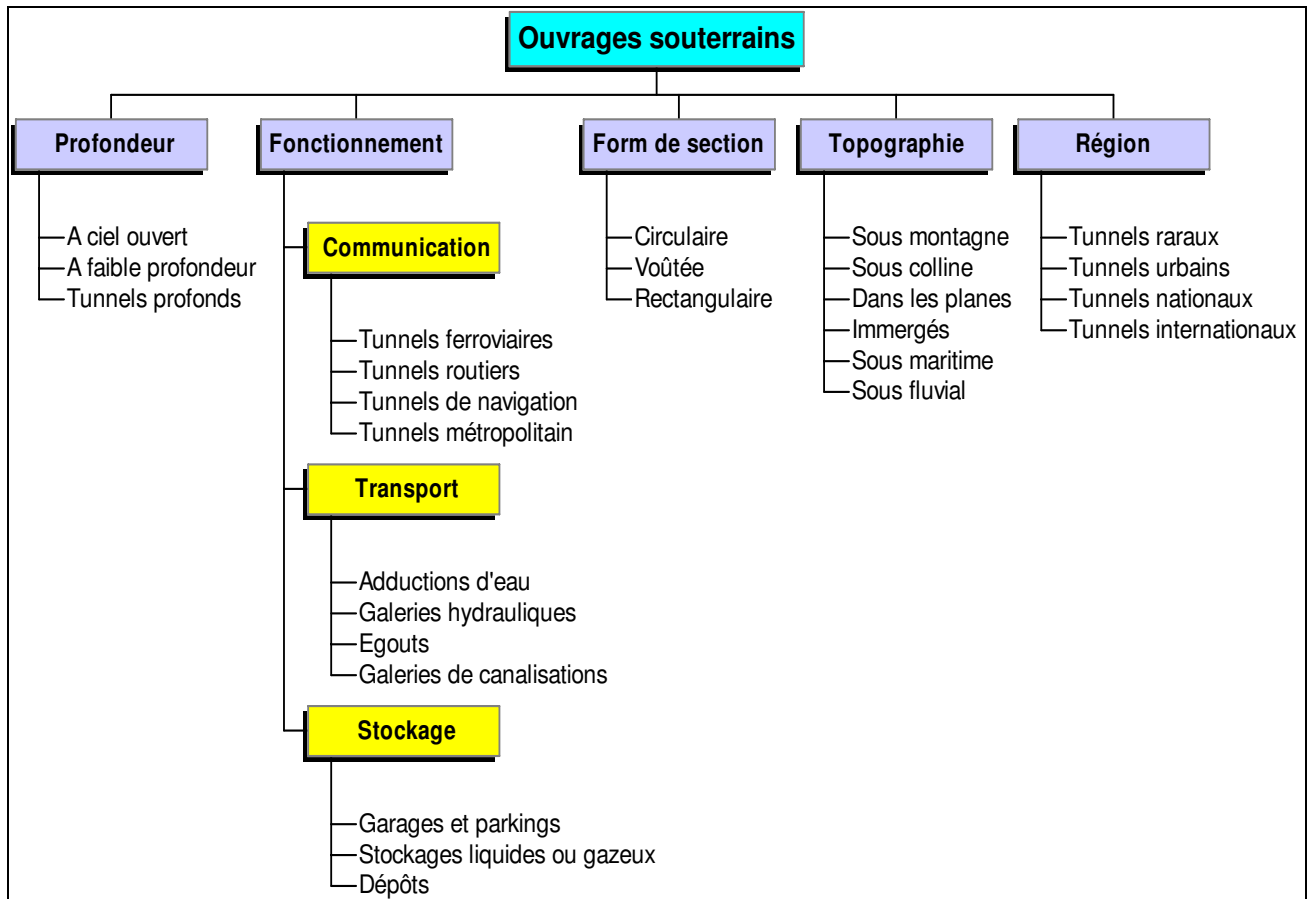 Ouvrages souterrains
Profondeur
A ciel ouvert
A faible profondeur
Tunnels profonds
Fonctionnement
Communication
Tunnels ferroviaires
Tunnels routiers
Tunnels de navigation
Tunnels métropolitain
Transport
Adductions d'eau
Galeries hydrauliques
Egouts
Galeries de canalisations
Stockage
Garages et parkings
Stockages liquides ou gazeux
Dépôts
Form de section
Circulaire
Voûtée
Rectangulaire
Topographie
Sous montagne
Sous colline
Dans les planes
Immergés
Sous maritime
Sous fluvial
Région
Tunnels raraux
Tunnels urbains
Tunnels nationaux
Tunnels internationaux